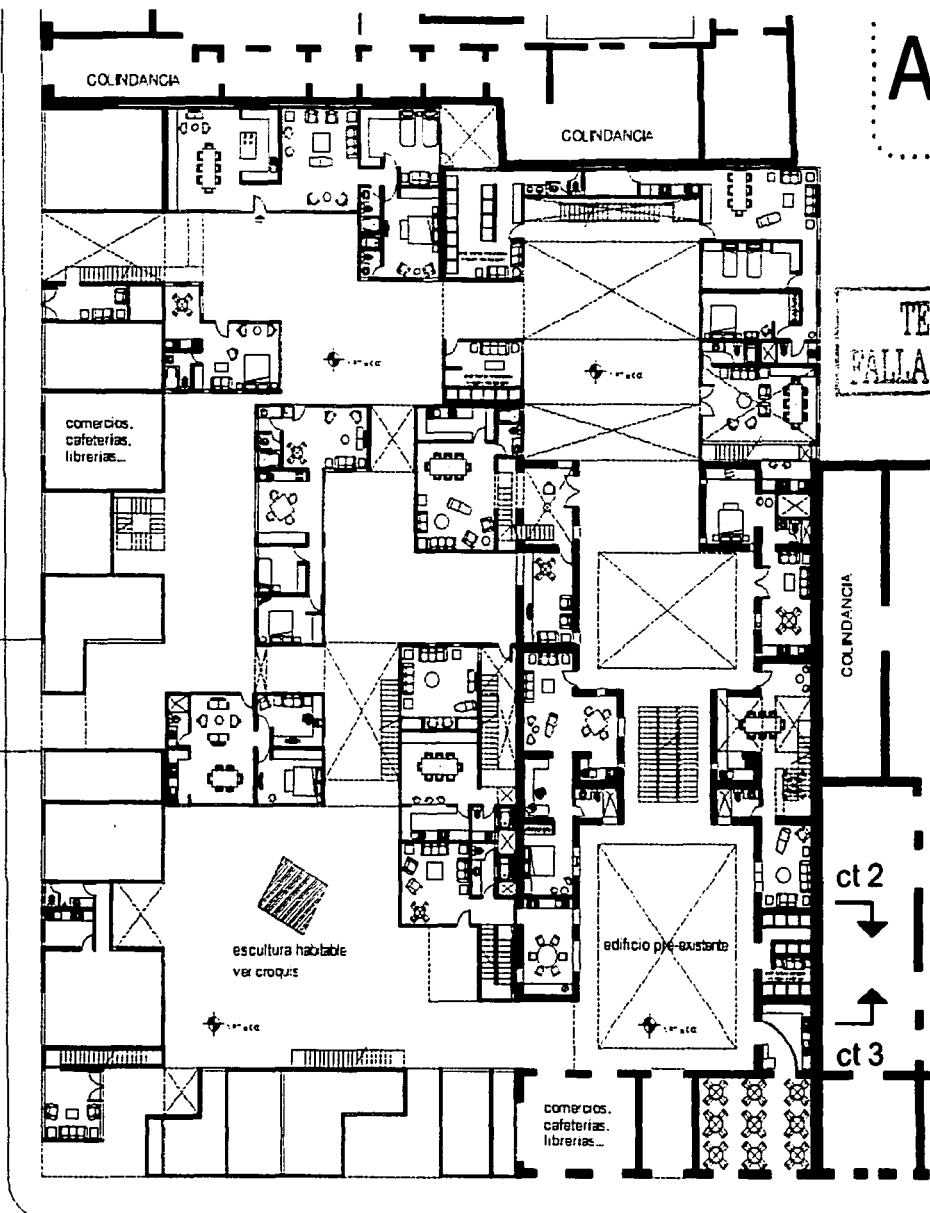 COLINDANCIA
A
COLINDANCIA
TE
FALLA
comercios,
cafeterias,
librerias...
COLINDANCIA
ct 2
escultura habitable
ver croquis
edificio pre-existente
ct 3
comercios,
cafeterias,
librerias...